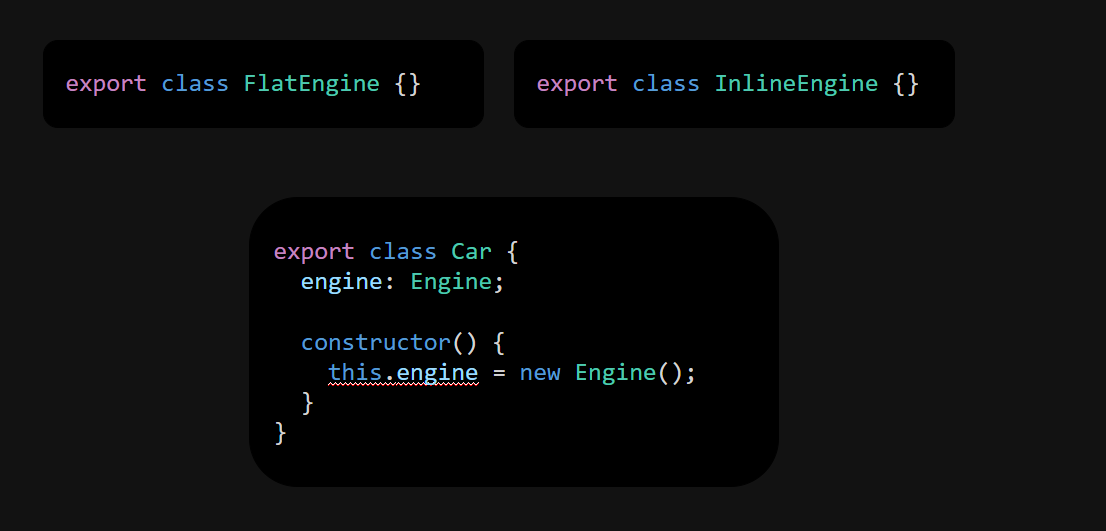 export class FlatEngine {}
export class InlineEngine {}
export class Car {
  engine: Engine;
  constructor() {
    this.engine = new Engine();
  }
}